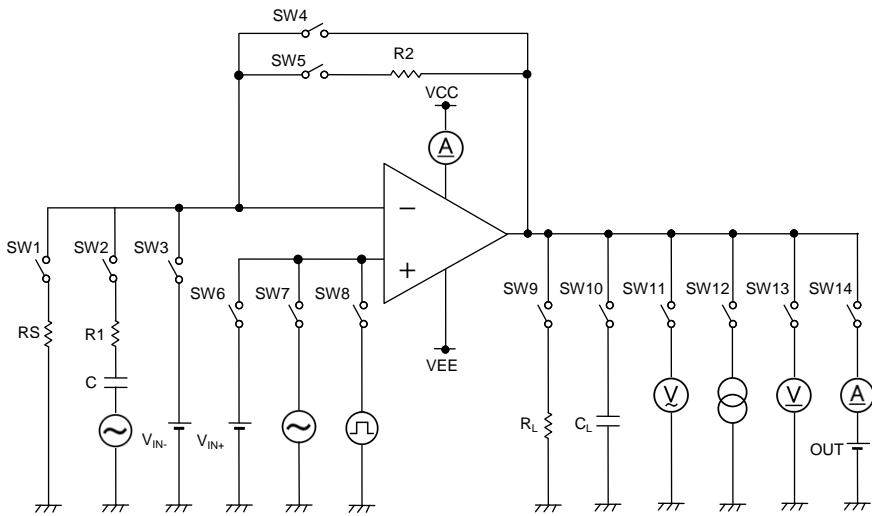 SW4
SW5
R2
VCC
A
−
+
SW1
SW2
SW3
SW6
SW7
SW8
SW9
SW10
SW11
SW12
SW13
SW14
RS
R1
C
VEE
VIN-
VIN+
RL
CL
V
V
A
OUT